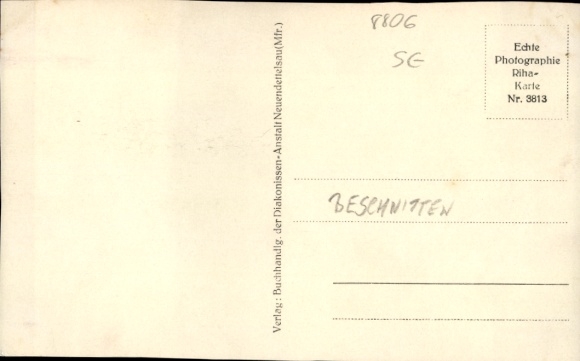 8806
SG
Echte
Photographie
Riha-
Karte
Nr. 3813
BESCHNITTEN
Verlag: Buchhandlg. der Diakonissen-Anstalt Neuendettelsau (Mfr.)